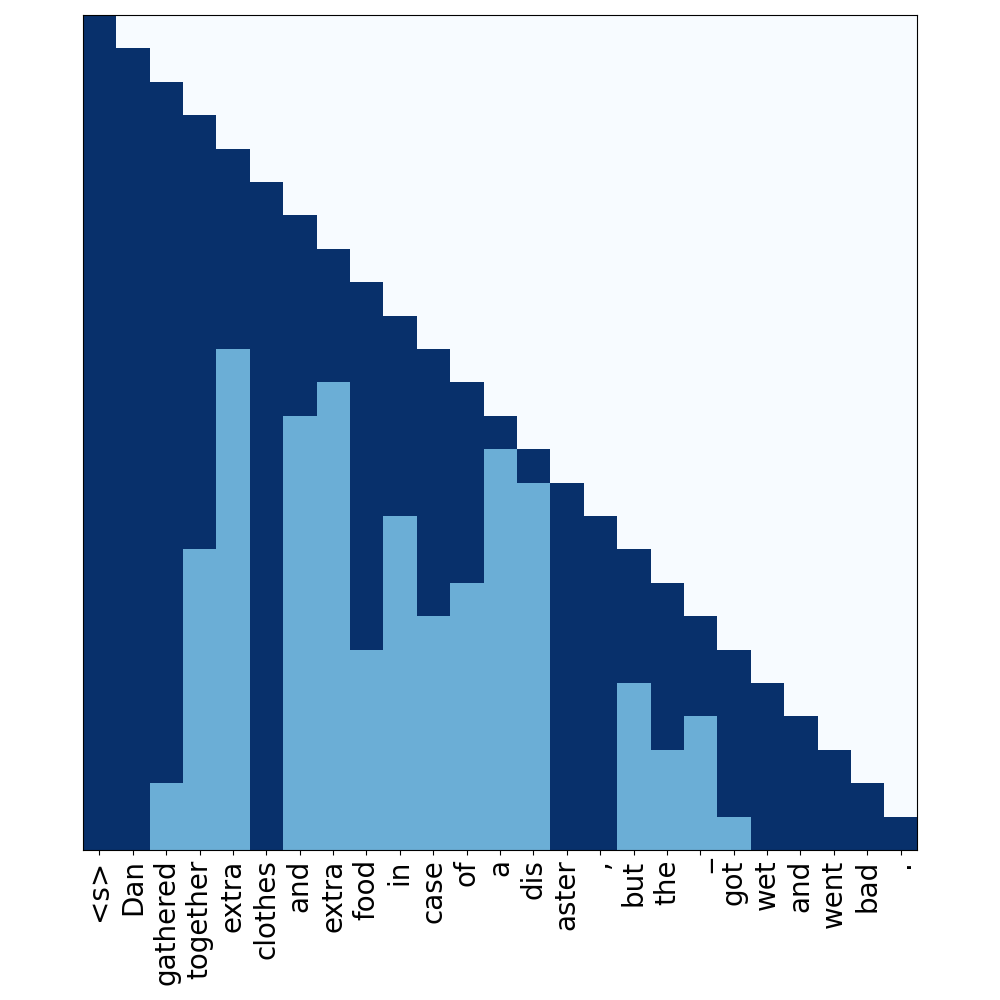 <s>
Dan
gathered
together
extra
clothes
and
extra
food
in
case
of
a
dis
aster
,
but
the
_
got
wet
and
went
bad
.